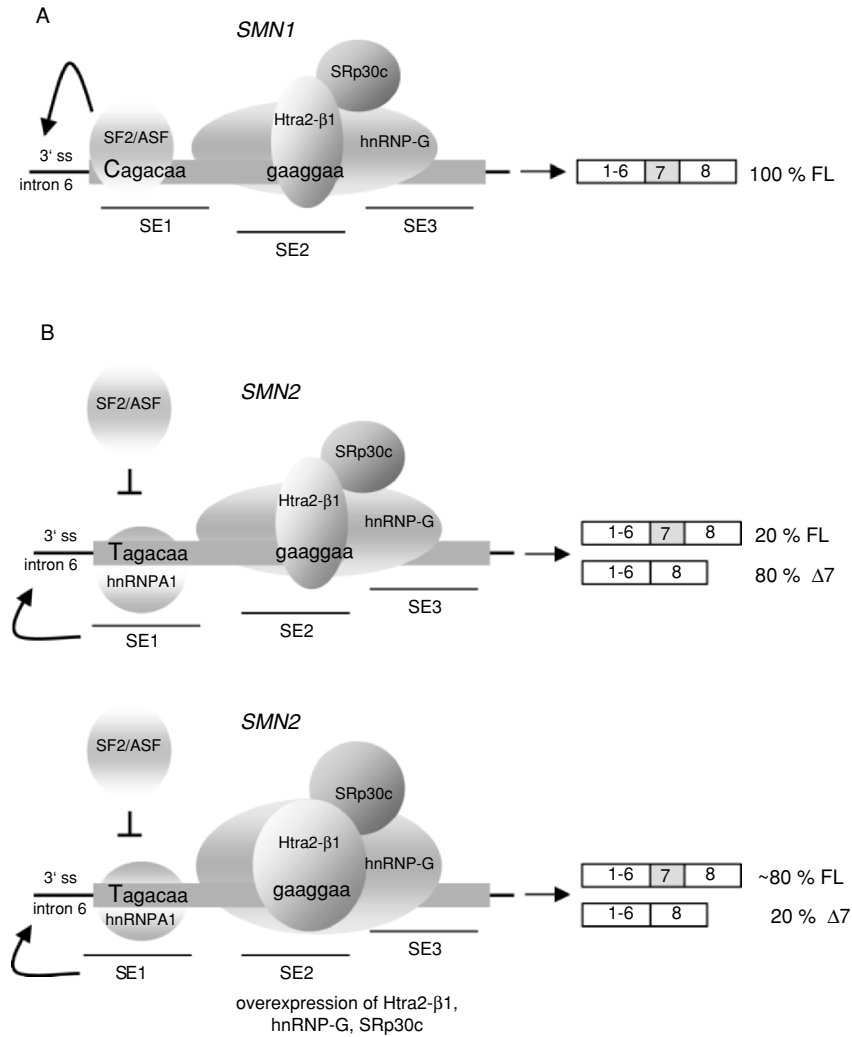 A
SMN1
SRp30c
Htra2-β1
SF2/ASF
hnRNP-G
3‘ ss
Cagacaa
gaaggaa
intron 6
1-6
7
8
100 % FL
SE1
SE3
SE2
B
SF2/ASF
SMN2
SRp30c
Htra2-β1
hnRNP-G
3‘ ss
Tagacaa
gaaggaa
intron 6
hnRNPA1
1-6
7
8
20 % FL
1-6
8
80 % Δ7
SE3
SE1
SE2
SMN2
SF2/ASF
SRp30c
Htra2-β1
hnRNP-G
3‘ ss
Tagacaa
gaaggaa
intron 6
hnRNPA1
1-6
7
8
~80 % FL
1-6
8
20 % Δ7
SE3
SE1
SE2
overexpression of Htra2-β1,
hnRNP-G, SRp30c